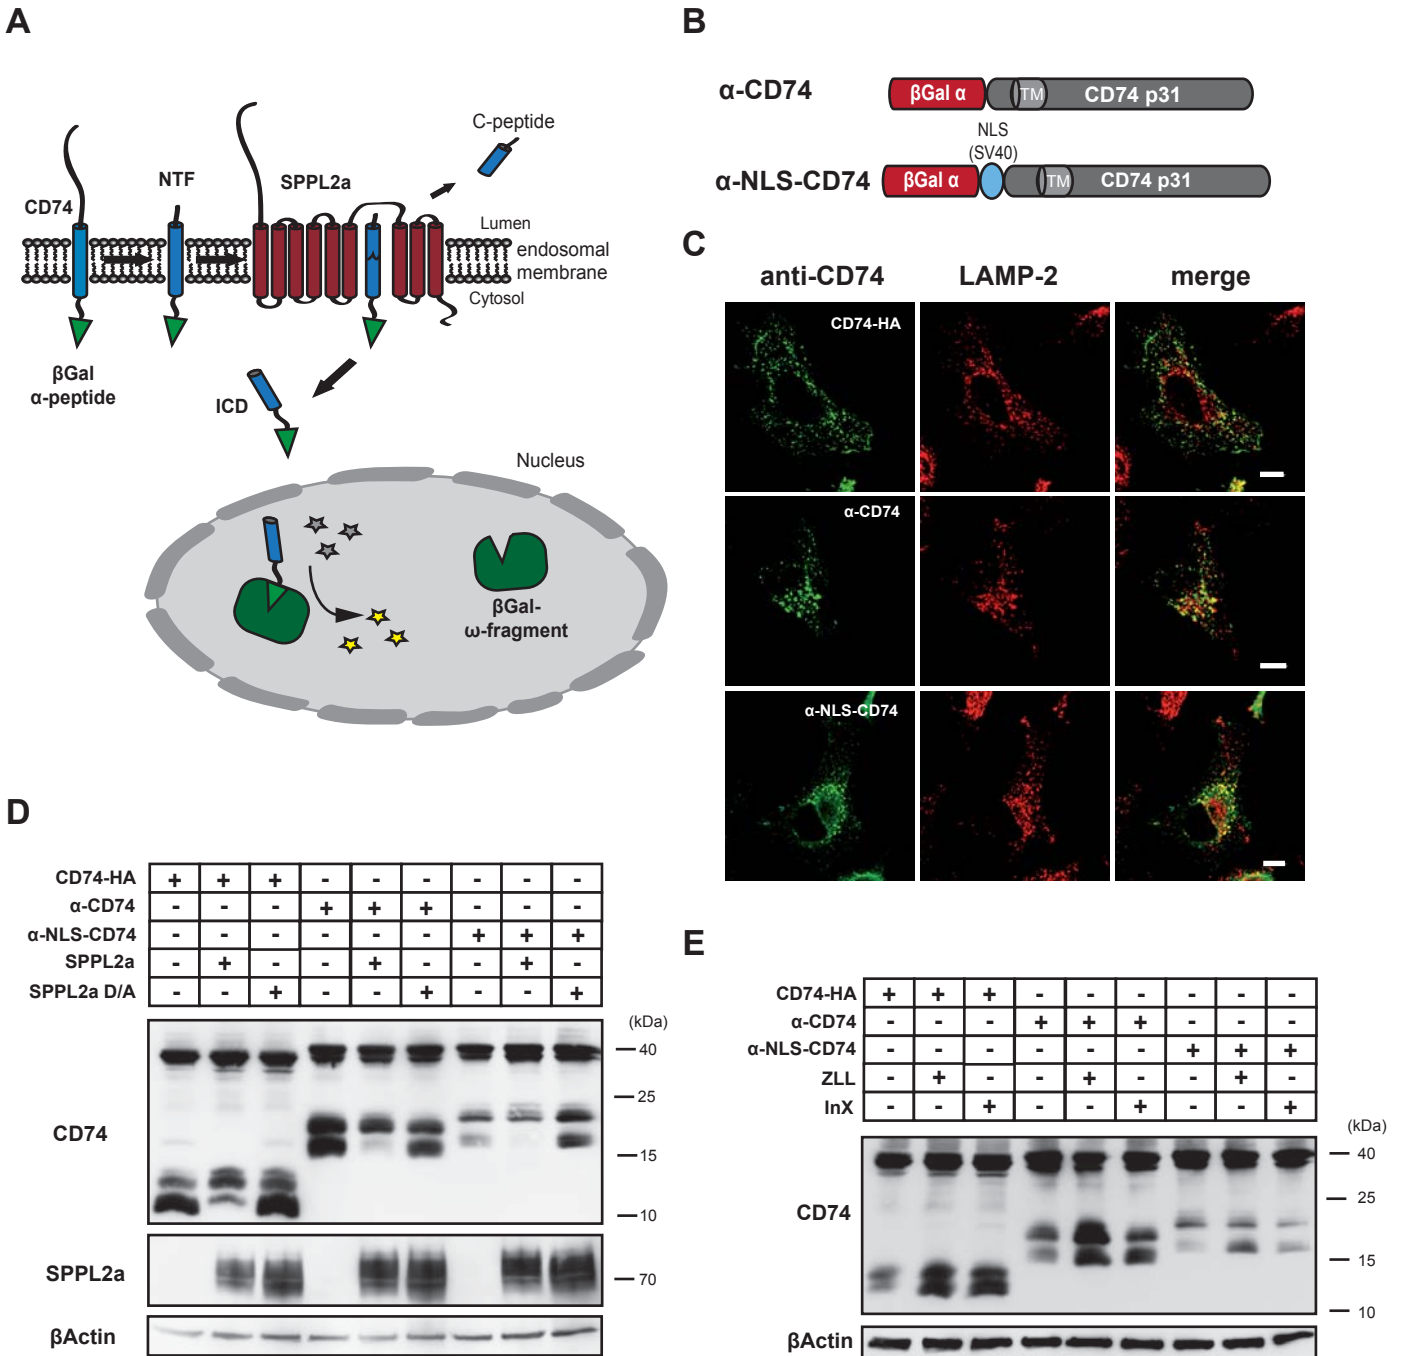 A
C-peptide
NTF
SPPL2a
CD74
Lumen
endosomal
membrane
Cytosol
βGal
α-peptide
ICD
Nucleus
βGal-
ω-fragment
B
α-CD74
βGal α
TM
CD74 p31
NLS
(SV40)
α-NLS-CD74
βGal α
TM
CD74 p31
C
anti-CD74 LAMP-2 merge
CD74-HA
α-CD74
α-NLS-CD74
D
CD74-HA + + + - - - - - -
α-CD74 - - - + + + - - -
α-NLS-CD74 - - - - - - + + +
SPPL2a - + - - + - - + -
SPPL2a D/A - - + - - + - - +
(kDa)
40
25
CD74
15
10
SPPL2a
70
βActin
E
CD74-HA + + + - - - - - -
α-CD74 - - - + + + - - -
α-NLS-CD74 - - - - - - + + +
ZLL - + - - + - - + -
InX - - + - - + - - +
(kDa)
40
25
CD74
15
10
βActin